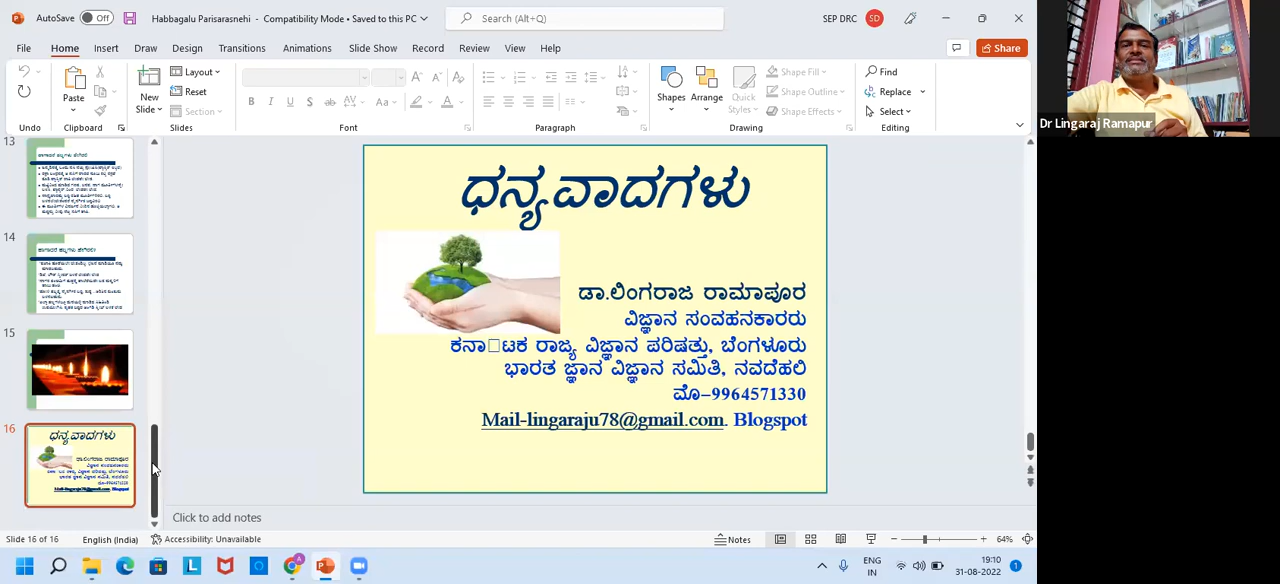 AutoSave Off Habbagalu Parisarasnehi - Compatibility Mode • Saved to this PC Search (Alt+Q) SEP DRC SD
File Home Insert Draw Design Transitions Animations Slide Show Record Review View Help Share
Undo Paste Clipboard
New Slide Layout Reset Section Slides
B I U S ab AV Aa A Font
Paragraph
Shapes Arrange Quick Styles Shape Fill Shape Outline Shape Effects Drawing
Find Replace Select Editing
Dr Lingaraj Ramapur
13
14
15
16
ಧನ್ಯವಾದಗಳು
ಡಾ.ಲಿಂಗರಾಜ ರಾಮಾಪೂರ
ವಿಜ್ಞಾನ ಸಂವಹನಕಾರರು
ಕನಾ□ಟಕ ರಾಜ್ಯ ವಿಜ್ಞಾನ ಪರಿಷತ್ತು, ಬೆಂಗಳೂರು
ಭಾರತ ಜ್ಞಾನ ವಿಜ್ಞಾನ ಸಮಿತಿ, ನವದೆಹಲಿ
ಮೊ–9964571330
Mail-lingaraju78@gmail.com. Blogspot
Click to add notes
Slide 16 of 16 English (India) Accessibility: Unavailable Notes 64%
ENG IN 19:10 31-08-2022 1